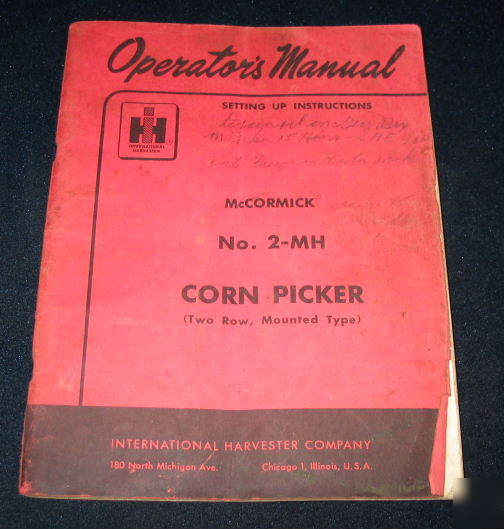 Operator's Manual
SETTING UP INSTRUCTIONS
IH
®
INTERNATIONAL
HARVESTER
McCORMICK
No. 2-MH
CORN PICKER
(Two Row, Mounted Type)
INTERNATIONAL HARVESTER COMPANY
180 North Michigan Ave. Chicago 1, Illinois, U.S.A.